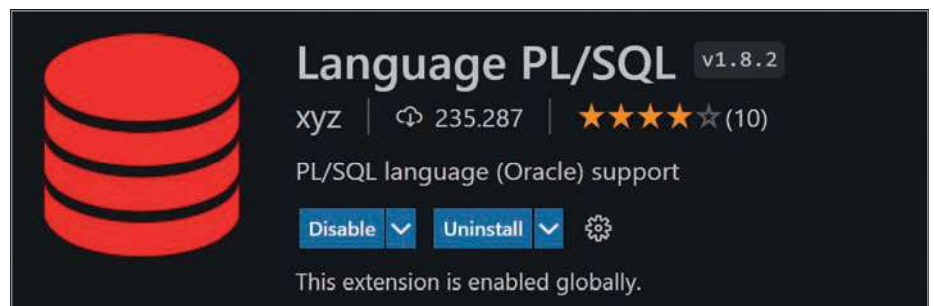 Language PL/SQL v1.8.2
xyz 235.287 (10)
PL/SQL language (Oracle) support
Disable Uninstall
This extension is enabled globally.